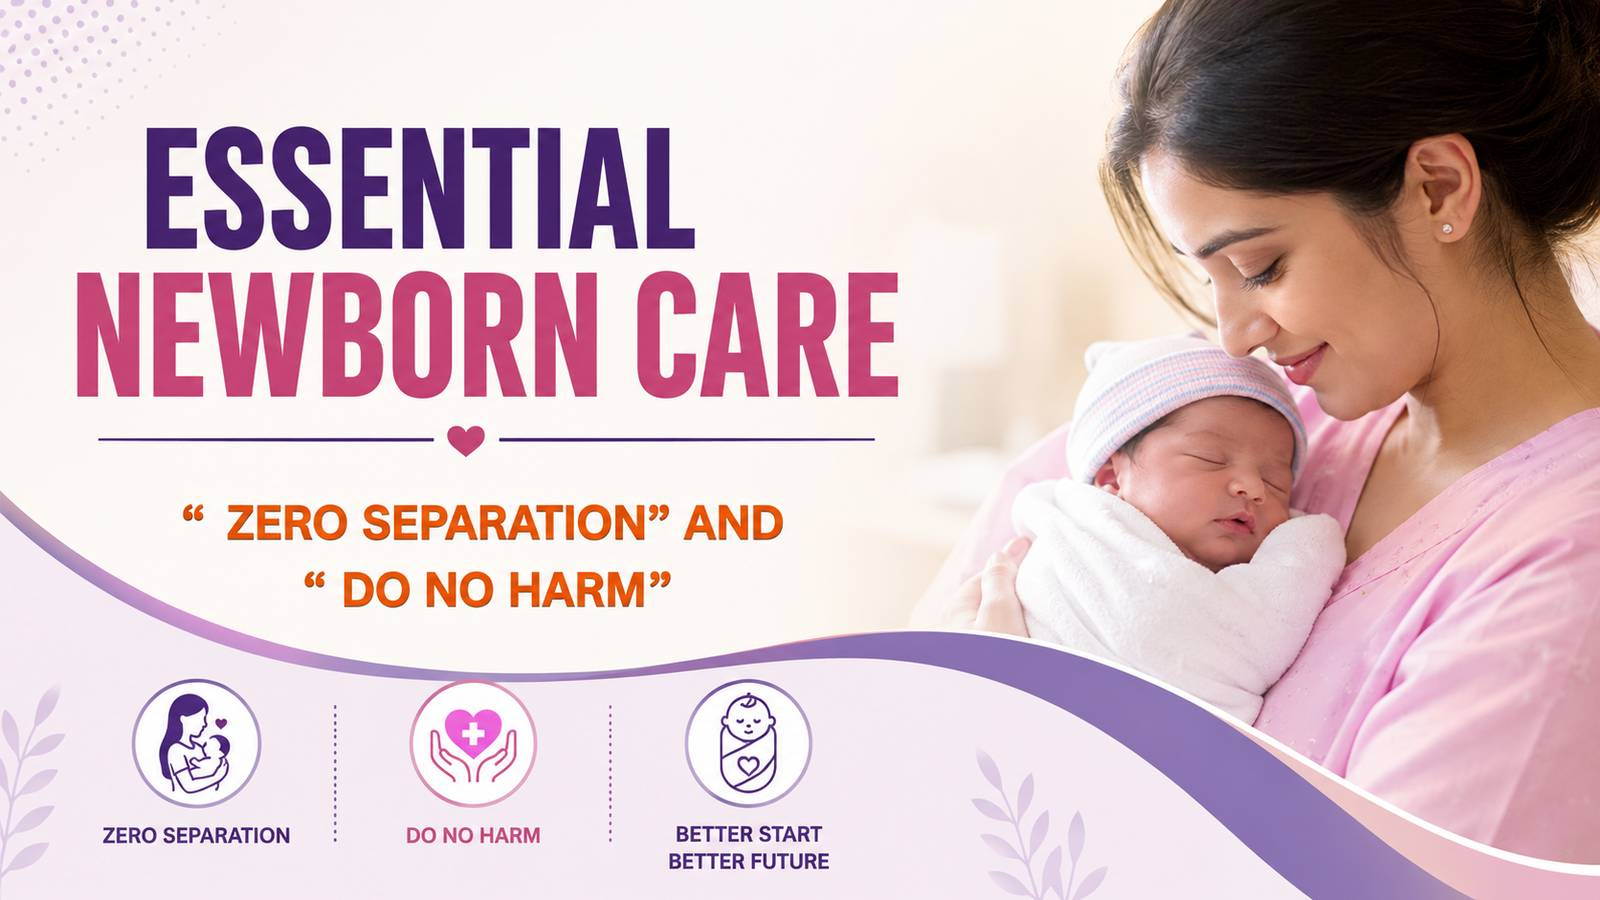 ESSENTIAL
NEWBORN CARE
“ ZERO SEPARATION” AND
“ DO NO HARM”
ZERO SEPARATION
DO NO HARM
BETTER START
BETTER FUTURE